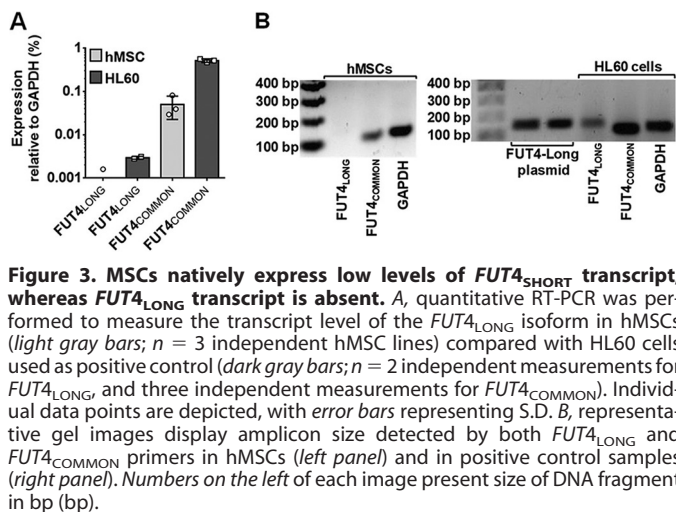 A
B
Expression
relative to GAPDH (%)
1
0.1
0.01
0.001
hMSC
HL60
FUT4LONG
FUT4LONG
FUT4COMMON
FUT4COMMON
hMSCs
400 bp
300 bp
200 bp
100 bp
FUT4LONG
FUT4COMMON
GAPDH
HL60 cells
400 bp
300 bp
200 bp
100 bp
FUT4-Long
plasmid
FUT4LONG
FUT4COMMON
GAPDH
Figure 3. MSCs natively express low levels of FUT4SHORT transcript,
whereas FUT4LONG transcript is absent. A, quantitative RT-PCR was per-
formed to measure the transcript level of the FUT4LONG isoform in hMSCs
(light gray bars; n = 3 independent hMSC lines) compared with HL60 cells
used as positive control (dark gray bars; n = 2 independent measurements for
FUT4LONG, and three independent measurements for FUT4COMMON). Individ-
ual data points are depicted, with error bars representing S.D. B, representa-
tive gel images display amplicon size detected by both FUT4LONG and
FUT4COMMON primers in hMSCs (left panel) and in positive control samples
(right panel). Numbers on the left of each image present size of DNA fragment
in bp (bp).